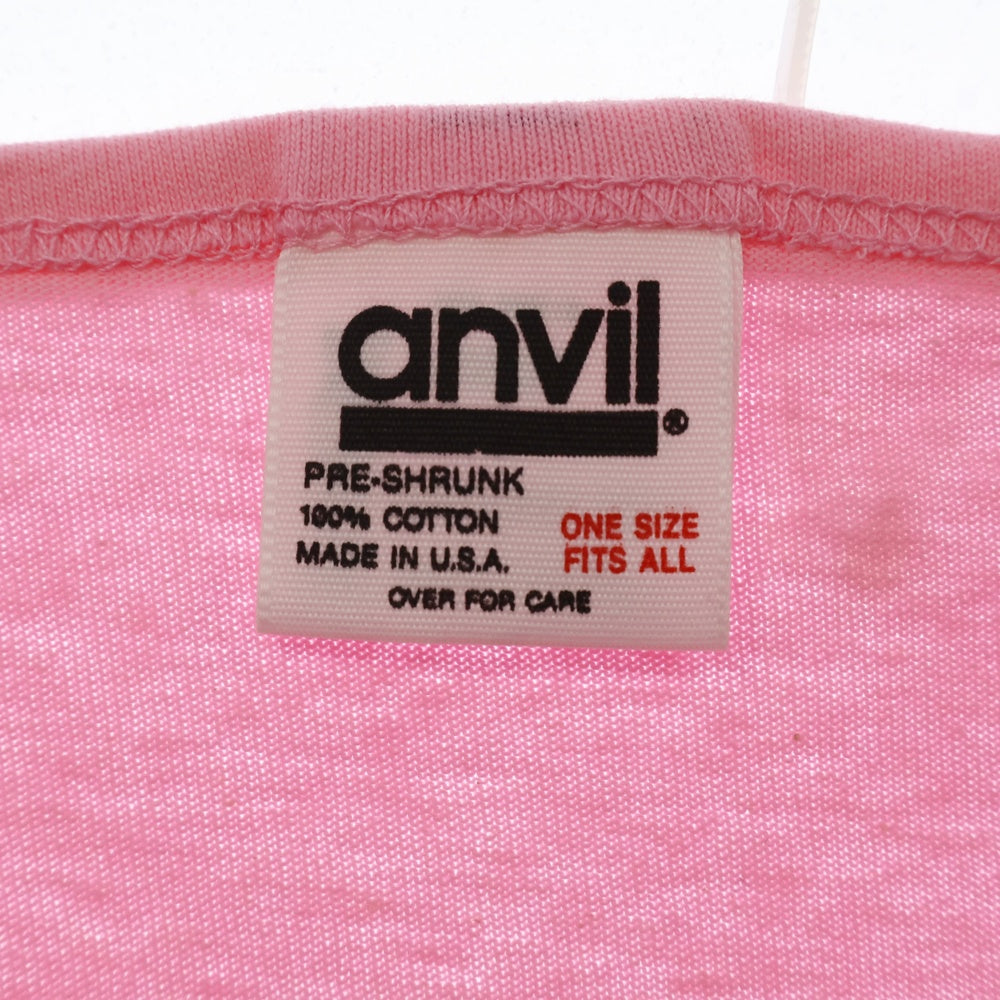 anvil®
PRE-SHRUNK
100% COTTON
MADE IN U.S.A.
ONE SIZE
FITS ALL
OVER FOR CARE